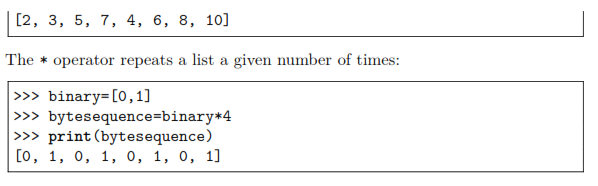 [2, 3, 5, 7, 4, 6, 8, 10]
The * operator repeats a list a given number of times:
>>> binary=[0,1]
>>> bytesequence=binary*4
>>> print(bytesequence)
[0, 1, 0, 1, 0, 1, 0, 1]